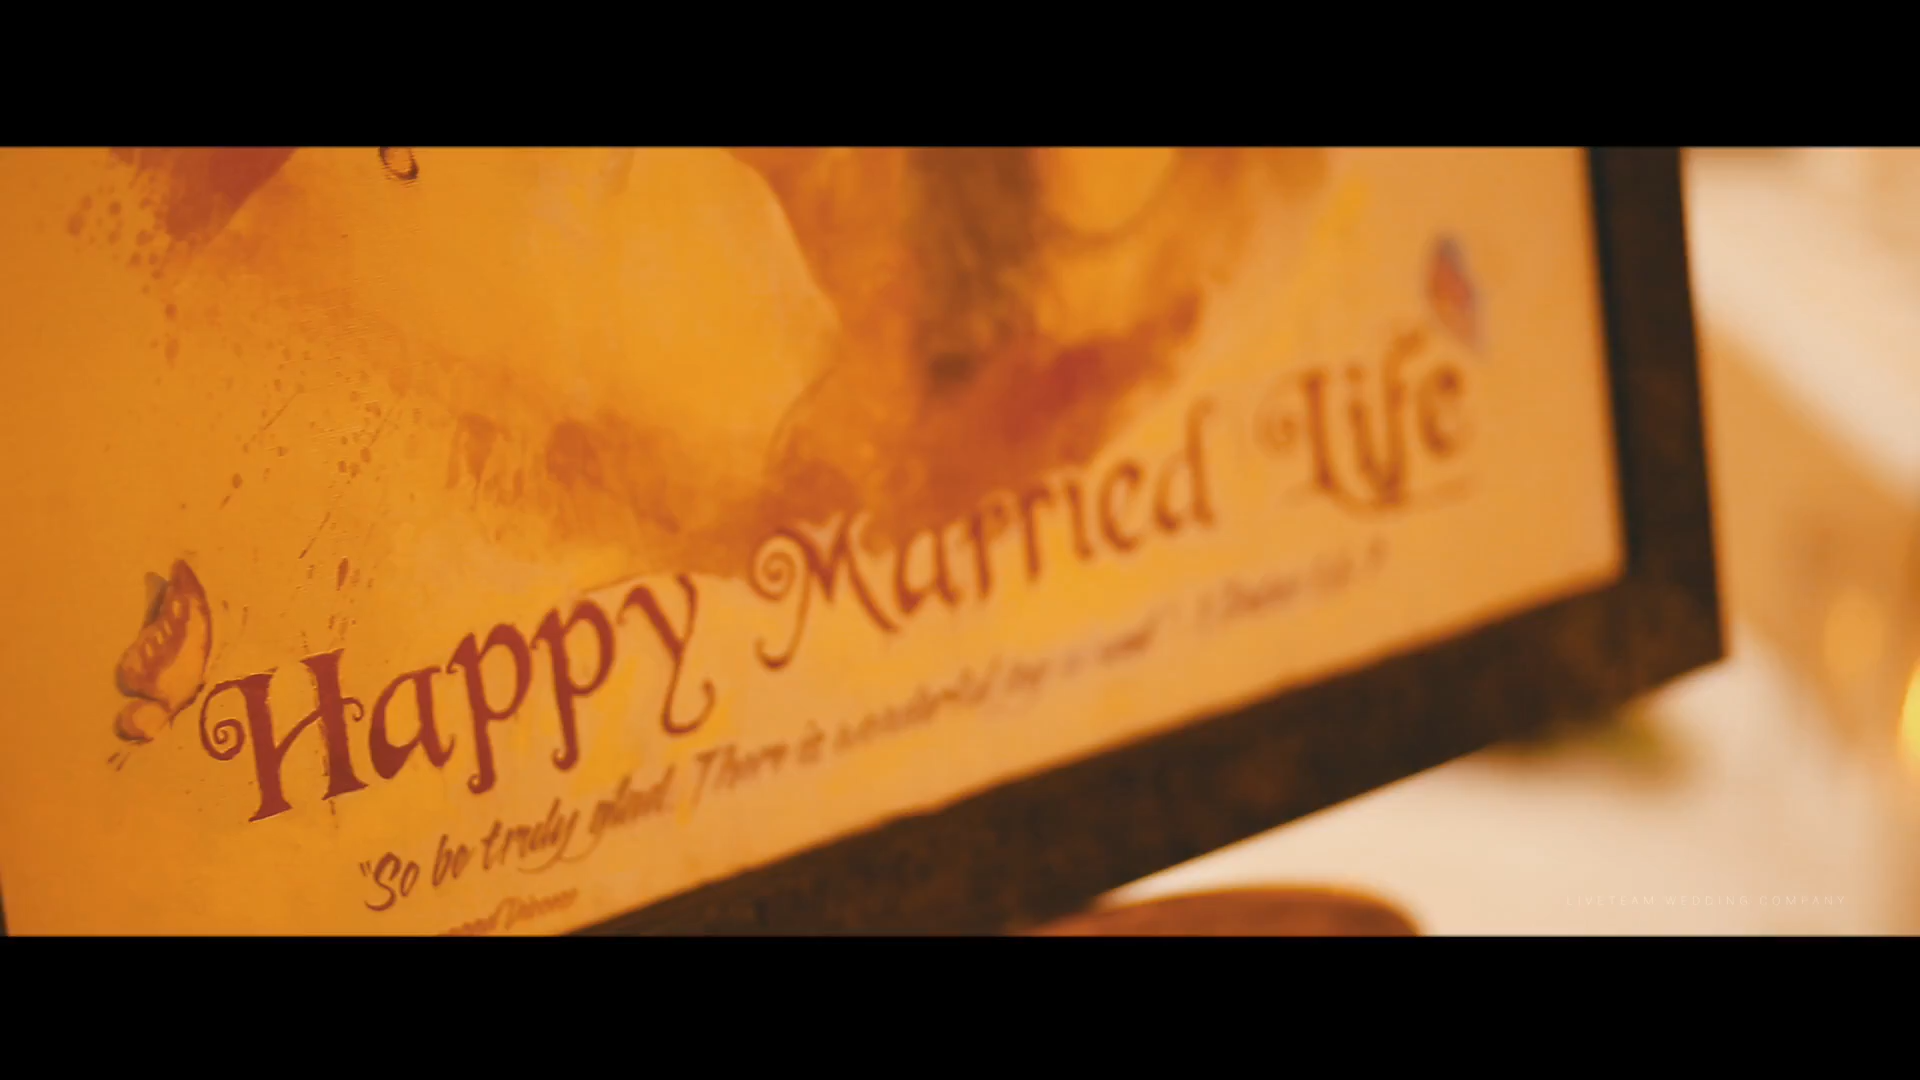 Happy Married Life
"So be truly glad. There is wonderful joy ahead"
LIVETEAM WEDDING COMPANY